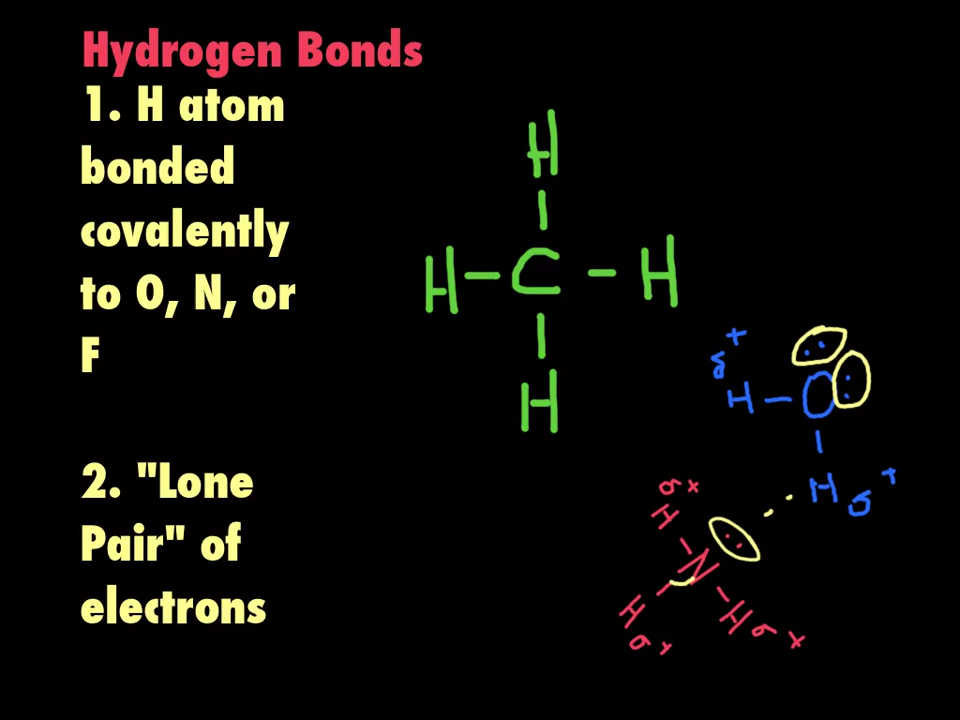 Hydrogen Bonds
1. H atom
bonded
covalently
to O, N, or
F
2. "Lone
Pair" of
electrons
H
H – C – H
H
δ+
H – O
H δ+
δ+
H
N
H H δ+
δ+